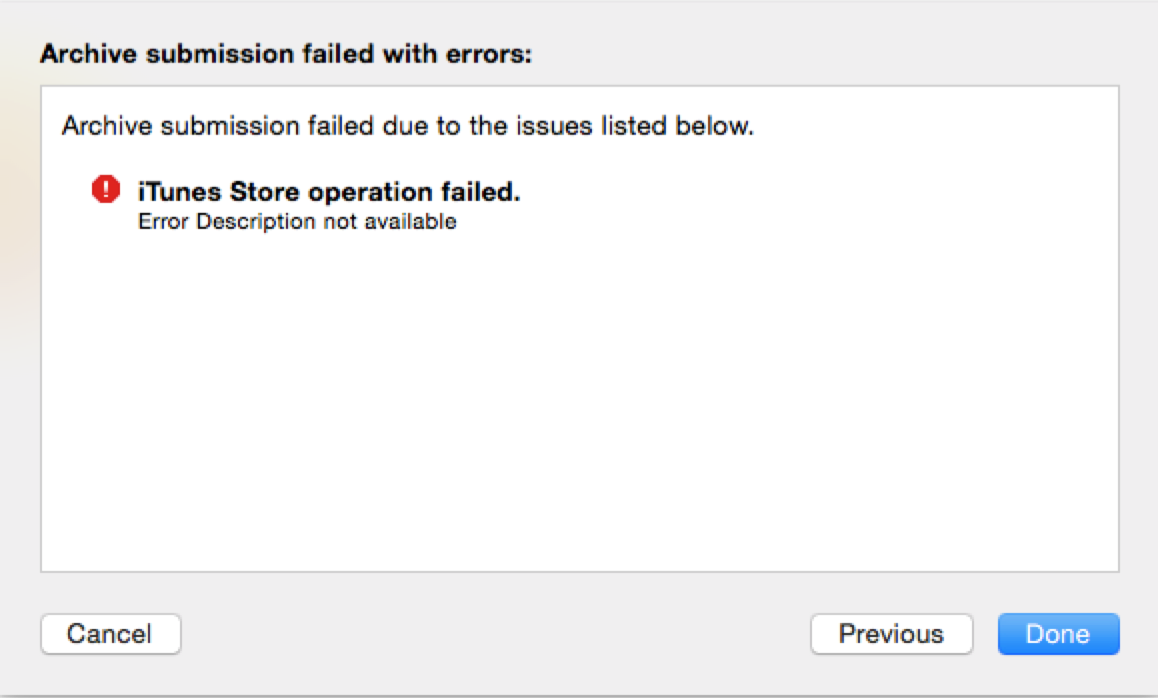 Archive submission failed with errors:
Archive submission failed due to the issues listed below.
iTunes Store operation failed.
Error Description not available
Cancel
Previous
Done